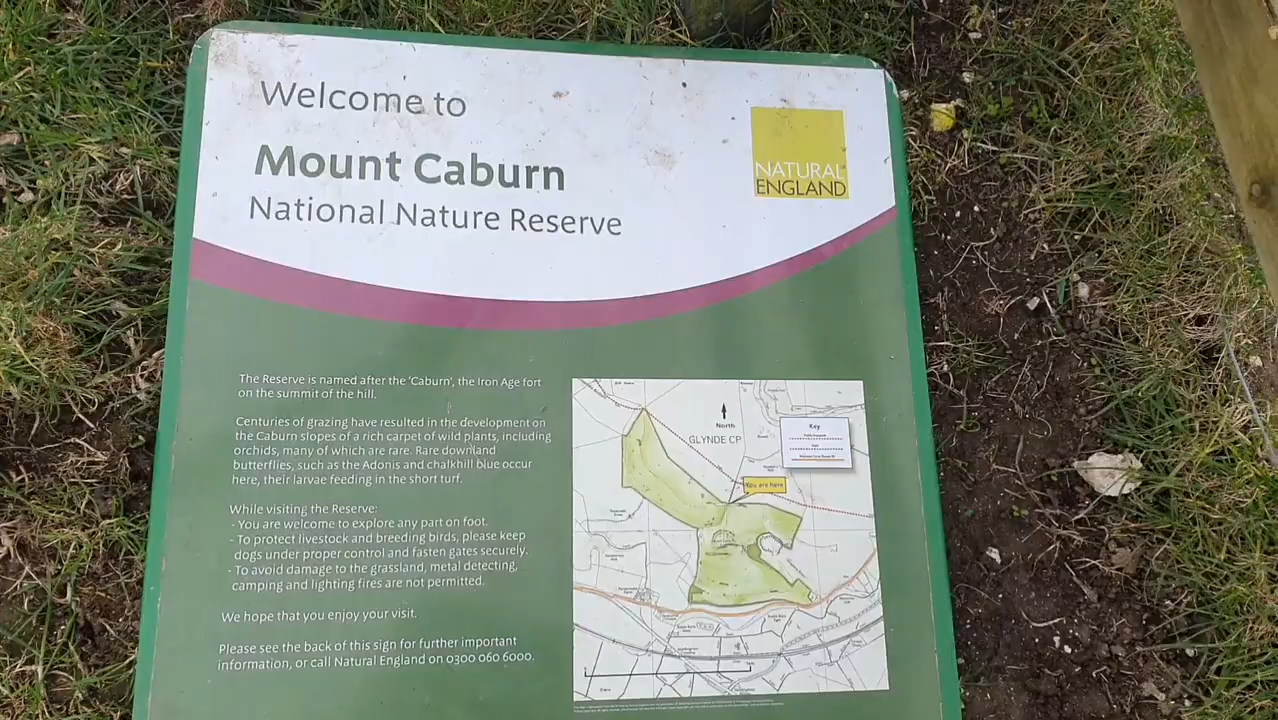 Welcome to
Mount Caburn
National Nature Reserve
NATURAL
ENGLAND
The Reserve is named after the 'Caburn', the Iron Age fort
on the summit of the hill.
Centuries of grazing have resulted in the development on
the Caburn slopes of a rich carpet of wild plants, including
orchids, many of which are rare. Rare downland
butterflies, such as the Adonis and chalkhill blue occur
here, their larvae feeding in the short turf.
While visiting the Reserve:
- You are welcome to explore any part on foot.
- To protect livestock and breeding birds, please keep
dogs under proper control and fasten gates securely.
- To avoid damage to the grassland, metal detecting,
camping and lighting fires are not permitted.
We hope that you enjoy your visit.
Please see the back of this sign for further important
information, or call Natural England on 0300 060 6000.
North
GLYNDE CP
Key
You are here